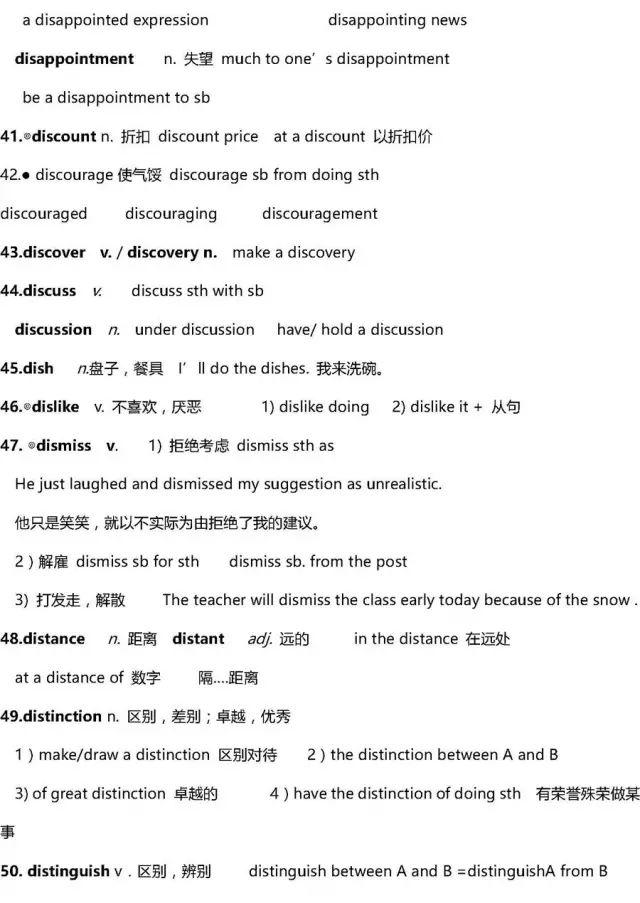 a disappointed expression disappointing news
disappointment n. 失望 much to one’s disappointment
be a disappointment to sb
41.®discount n. 折扣 discount price at a discount 以折扣价
42.● discourage 使气馁 discourage sb from doing sth
discouraged discouraging discouragement
43.discover v. / discovery n. make a discovery
44.discuss v. discuss sth with sb
discussion n. under discussion have/ hold a discussion
45.dish n.盘子，餐具 I’ll do the dishes. 我来洗碗。
46.®dislike v. 不喜欢，厌恶 1) dislike doing 2) dislike it + 从句
47. ®dismiss v. 1) 拒绝考虑 dismiss sth as
He just laughed and dismissed my suggestion as unrealistic.
他只是笑笑，就以不实际为由拒绝了我的建议。
2）解雇 dismiss sb for sth dismiss sb. from the post
3) 打发走，解散 The teacher will dismiss the class early today because of the snow .
48.distance n. 距离 distant adj. 远的 in the distance 在远处
at a distance of 数字 隔....距离
49.distinction n. 区别，差别；卓越，优秀
1）make/draw a distinction 区别对待 2）the distinction between A and B
3) of great distinction 卓越的 4）have the distinction of doing sth 有荣誉殊荣做某
事
50. distinguish v．区别，辨别 distinguish between A and B =distinguishA from B